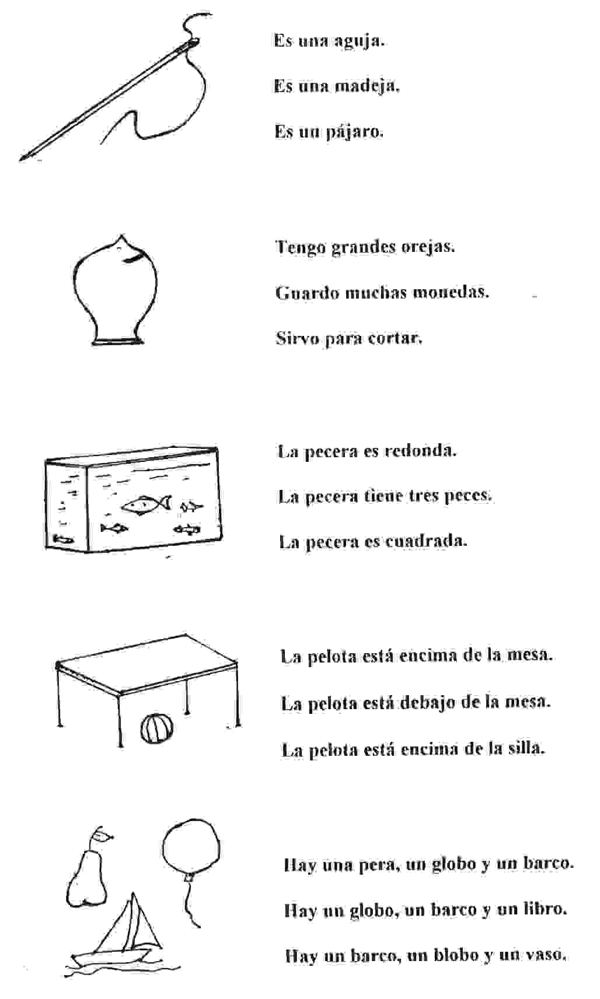 Es una aguja.
Es una madeja.
Es un pájaro.
Tengo grandes orejas.
Guardo muchas monedas.
Sirvo para cortar.
La pecera es redonda.
La pecera tiene tres peces.
La pecera es cuadrada.
La pelota está encima de la mesa.
La pelota está debajo de la mesa.
La pelota está encima de la silla.
Hay una pera, un globo y un barco.
Hay un globo, un barco y un libro.
Hay un barco, un blobo y un vaso.